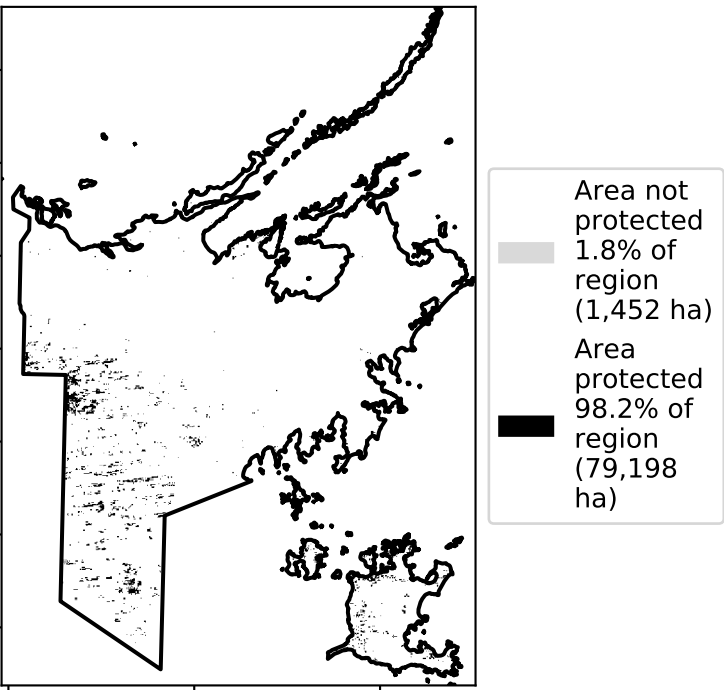 Area not
protected
1.8% of
region
(1,452 ha)
Area
protected
98.2% of
region
(79,198
ha)